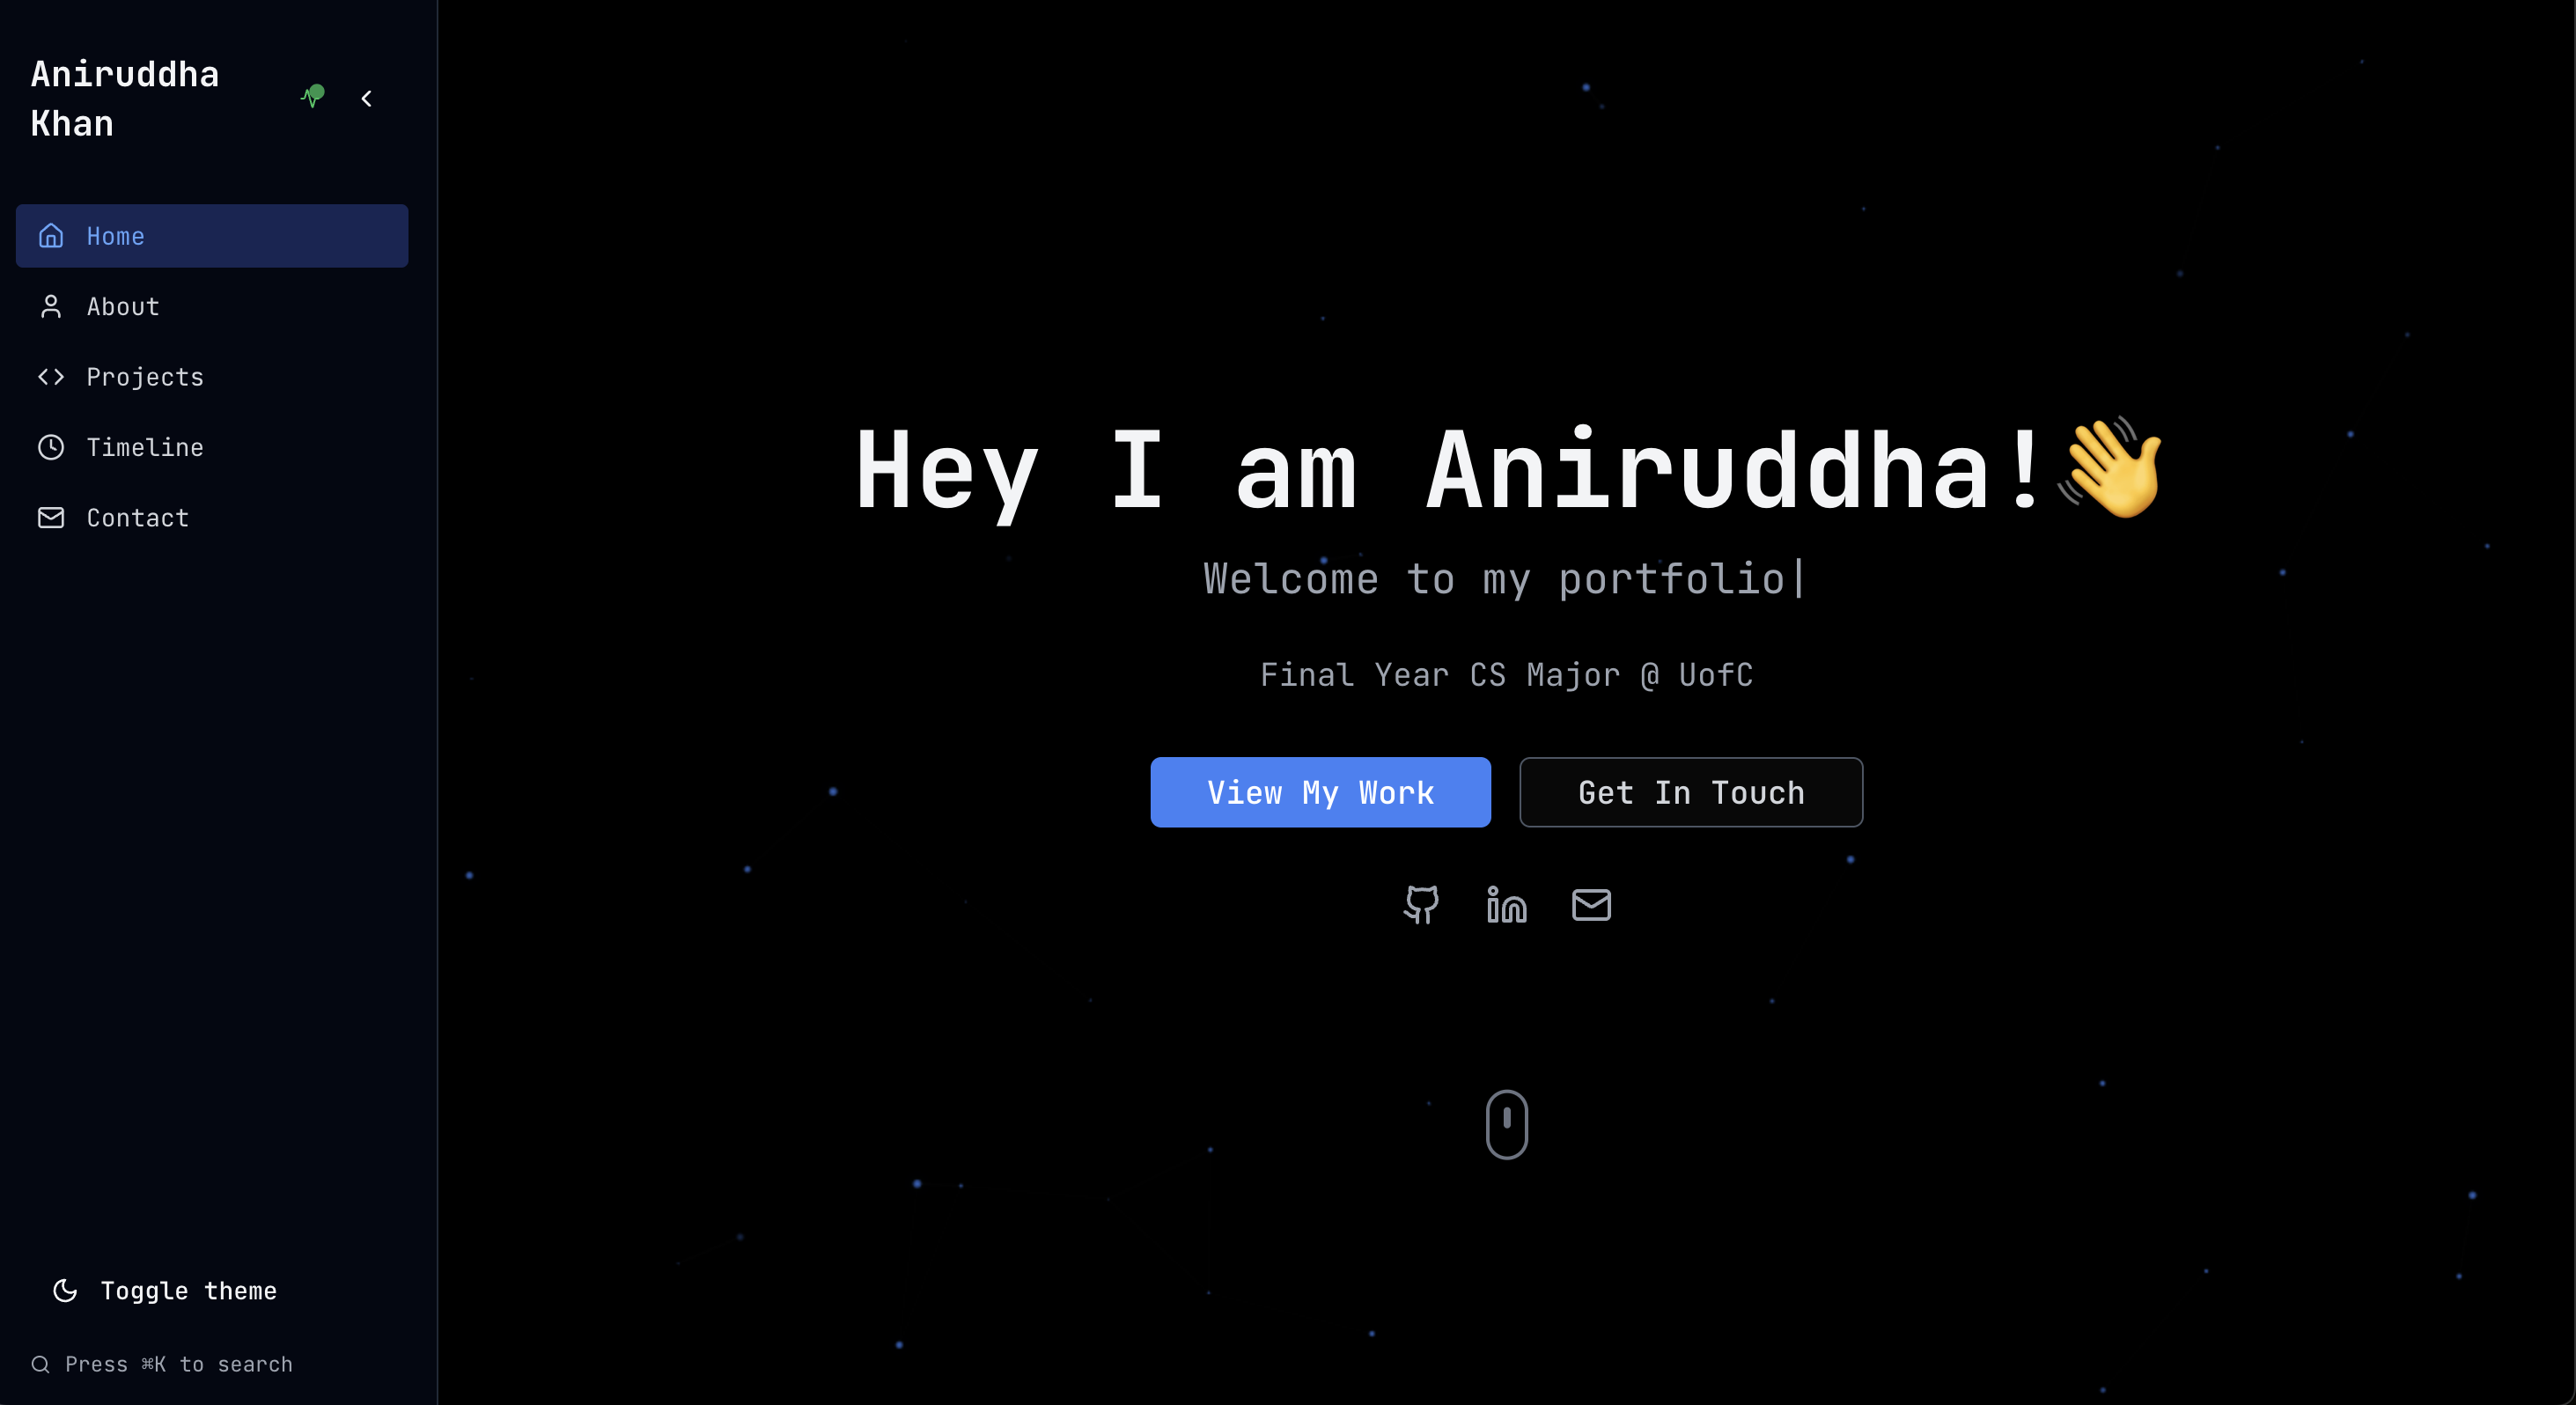 Aniruddha
Khan
Home
About
Projects
Timeline
Contact
Toggle theme
Press ⌘K to search
Hey I am Aniruddha!👋
Welcome to my portfolio|
Final Year CS Major @ UofC
View My Work
Get In Touch